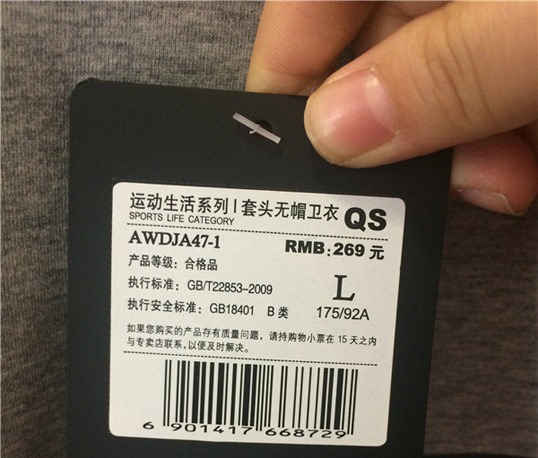 运动生活系列 | 套头无帽卫衣 QS
SPORTS LIFE CATEGORY
AWDJA47-1 RMB: 269 元
产品等级：合格品
执行标准：GB/T22853-2009 L
执行安全标准：GB18401 B 类 175/92A
如果您购买的产品存有质量问题，请持购物小票在 15 天之内
与专卖店联系，以便及时解决。
6 901417 668729